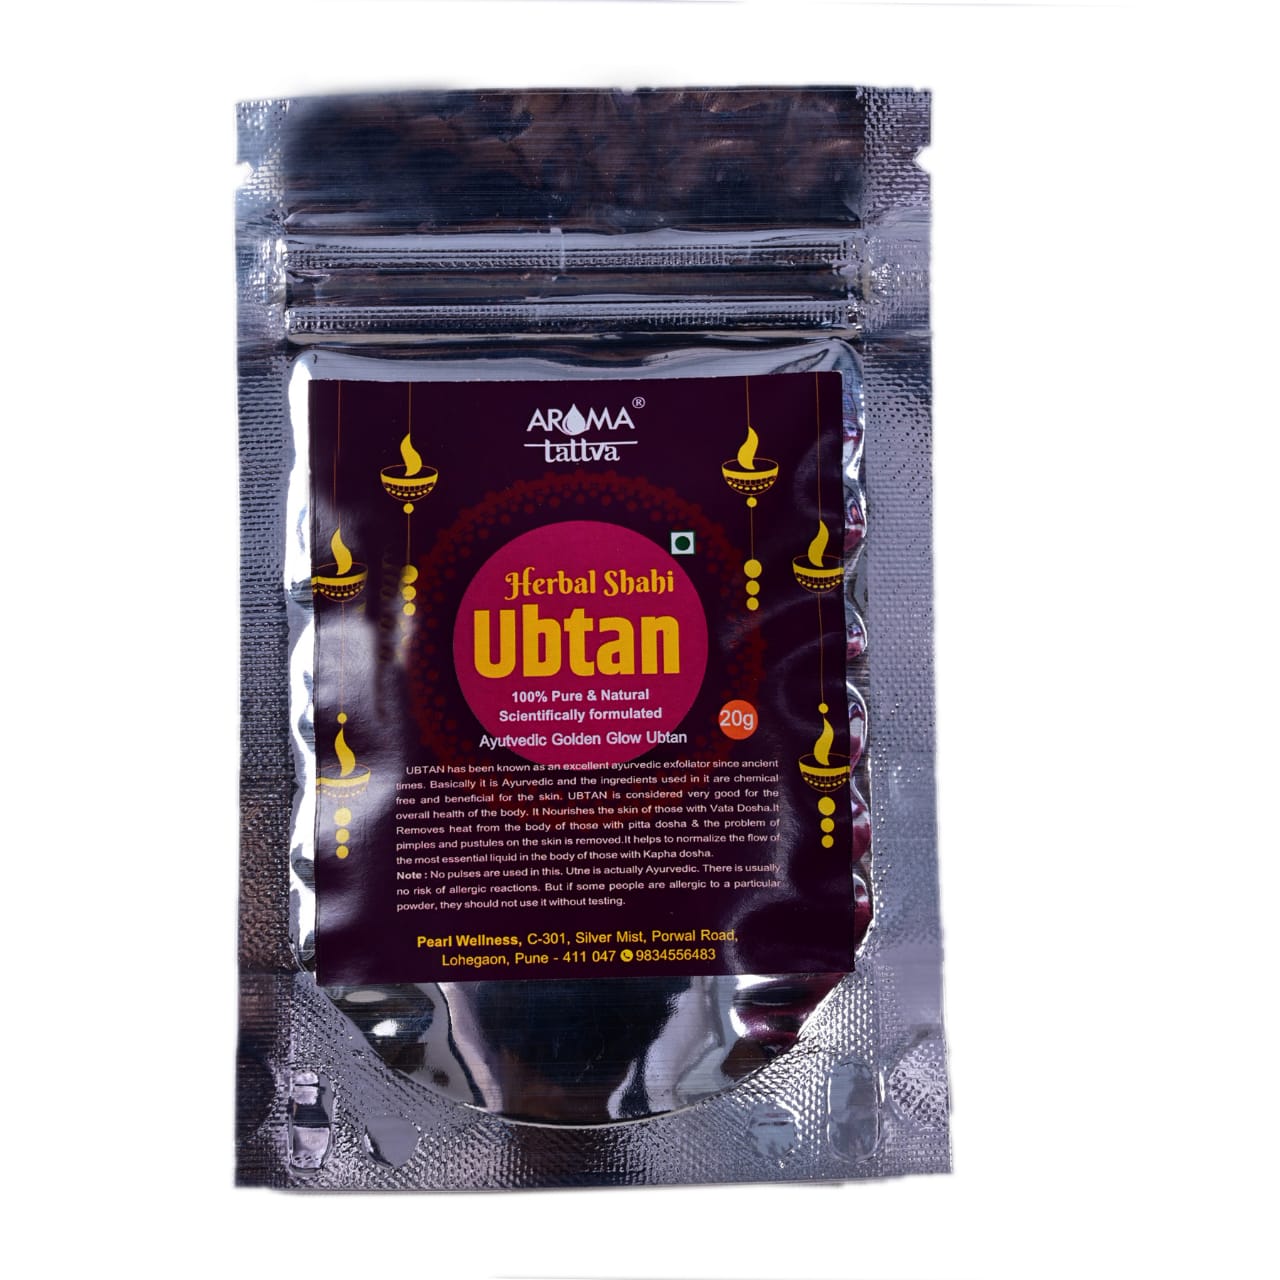 AROMA®
tattva
Herbal Shahi
Ubtan
100% Pure & Natural
Scientifically formulated
Ayutvedic Golden Glow Ubtan
20g
UBTAN has been known as an excellent ayurvedic exfoliator since ancient
times. Basically it is Ayurvedic and the ingredients used in it are chemical
free and beneficial for the skin. UBTAN is considered very good for the
overall health of the body. It Nourishes the skin of those with Vata Dosha.It
Removes heat from the body of those with pitta dosha & the problem of
pimples and pustules on the skin is removed.It helps to normalize the flow of
the most essential liquid in the body of those with Kapha dosha.
Note : No pulses are used in this. Utne is actually Ayurvedic. There is usually
no risk of allergic reactions. But if some people are allergic to a particular
powder, they should not use it without testing.
Pearl Wellness, C-301, Silver Mist, Porwal Road,
Lohegaon, Pune - 411 047 9834556483